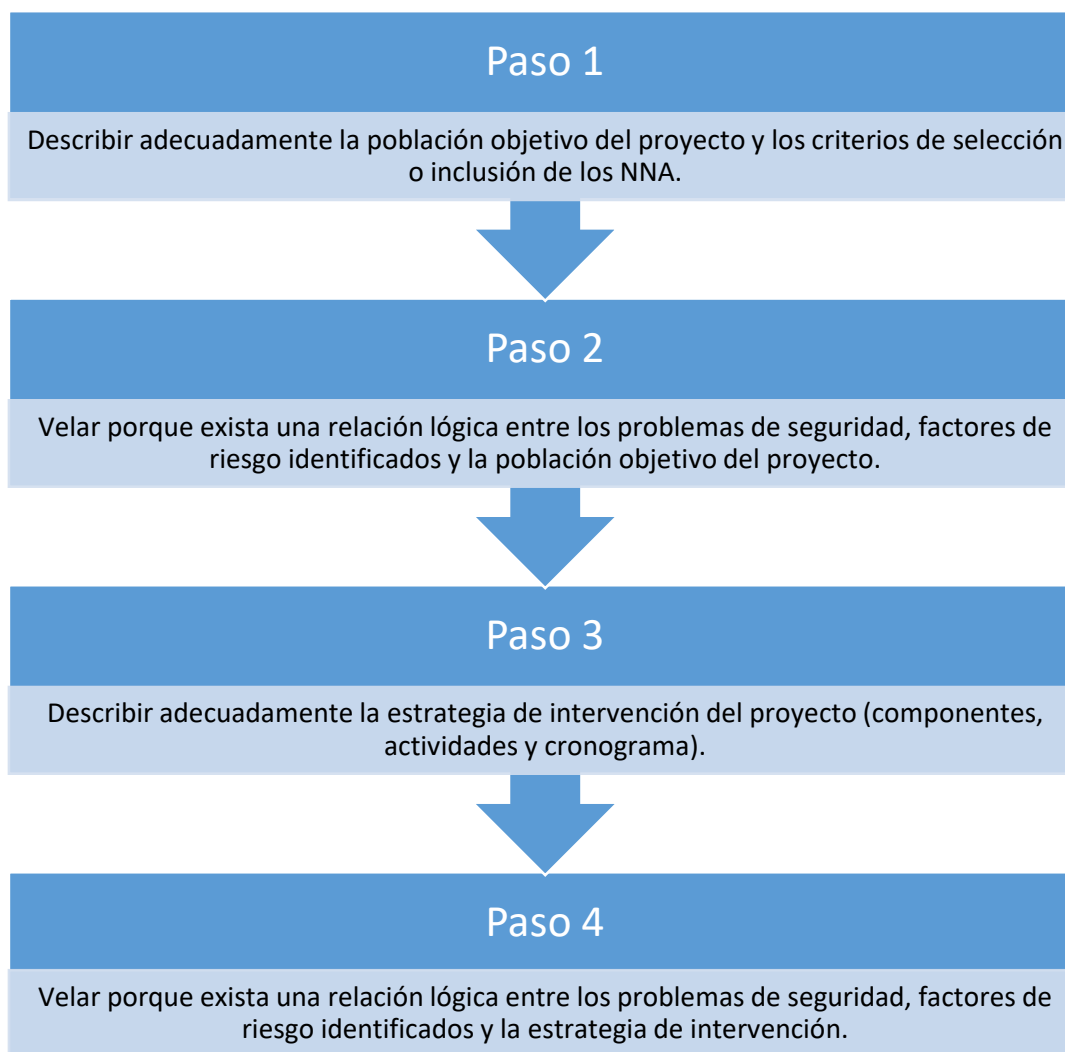 Paso 1
Describir adecuadamente la población objetivo del proyecto y los criterios de selección
o inclusión de los NNA.
Paso 2
Velar porque exista una relación lógica entre los problemas de seguridad, factores de
riesgo identificados y la población objetivo del proyecto.
Paso 3
Describir adecuadamente la estrategia de intervención del proyecto (componentes,
actividades y cronograma).
Paso 4
Velar porque exista una relación lógica entre los problemas de seguridad, factores de
riesgo identificados y la estrategia de intervención.